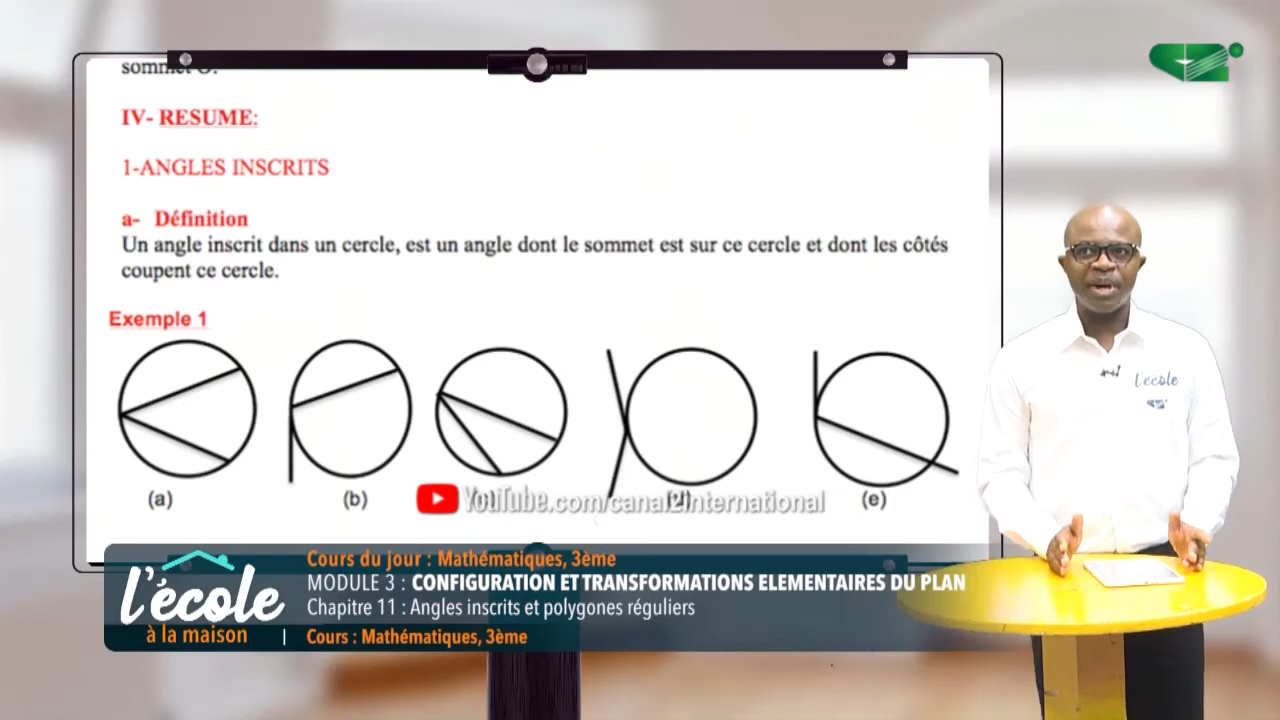 sommet O.
IV- RESUME:
1-ANGLES INSCRITS
a- Définition
Un angle inscrit dans un cercle, est un angle dont le sommet est sur ce cercle et dont les côtés
coupent ce cercle.
Exemple 1
(a)
(b)
(e)
YouTube.com/canal2international
l'école
l'école
à la maison
Cours du jour : Mathématiques, 3ème
MODULE 3 : CONFIGURATION ET TRANSFORMATIONS ELEMENTAIRES DU PLAN
Chapitre 11 : Angles inscrits et polygones réguliers
Cours : Mathématiques, 3ème